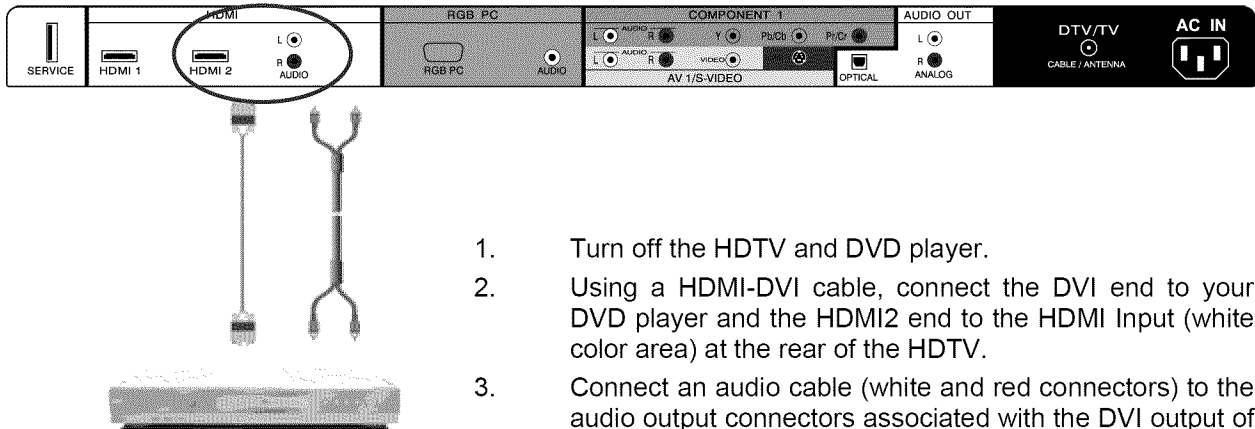 HDMI
RGB PC
COMPONENT 1
AUDIO OUT
L AUDIO R Y Pb/Cb Pr/Cr
L
DTV/TV
AC IN
L AUDIO R VIDEO
R
CABLE / ANTENNA
SERVICE
HDMI 1
HDMI 2
L
R
AUDIO
RGB PC
AUDIO
AV 1/S-VIDEO
OPTICAL
ANALOG
1. Turn off the HDTV and DVD player.
2. Using a HDMI-DVI cable, connect the DVI end to your
DVD player and the HDMI2 end to the HDMI Input (white
color area) at the rear of the HDTV.
3. Connect an audio cable (white and red connectors) to the
audio output connectors associated with the DVI output of